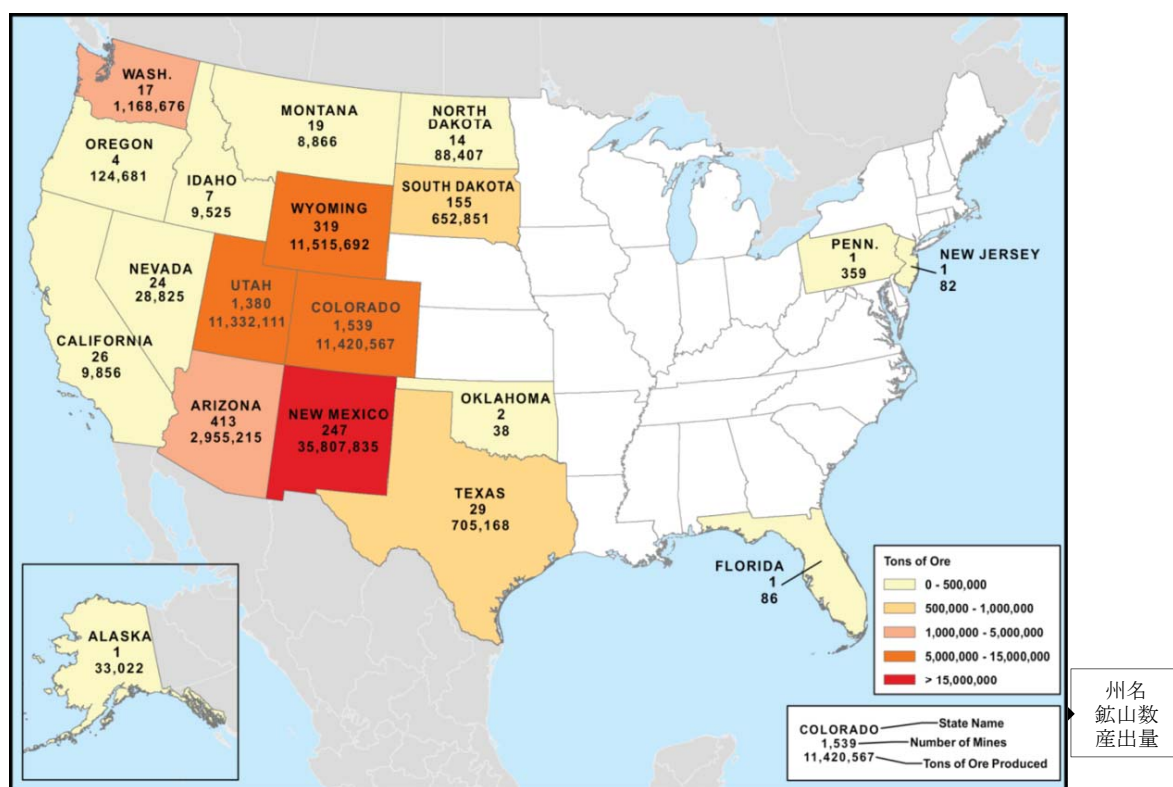 WASH.
17
1,168,676
MONTANA
19
8,866
NORTH
DAKOTA
14
88,407
OREGON
4
124,681
IDAHO
7
9,525
SOUTH DAKOTA
155
652,851
WYOMING
319
11,515,692
PENN.
1
359
NEW JERSEY
1
82
NEVADA
24
28,825
UTAH
1,380
11,332,111
COLORADO
1,539
11,420,567
CALIFORNIA
26
9,856
ARIZONA
413
2,955,215
NEW MEXICO
247
35,807,835
OKLAHOMA
2
38
TEXAS
29
705,168
FLORIDA
1
86
ALASKA
1
33,022
Tons of Ore
0 - 500,000
500,000 - 1,000,000
1,000,000 - 5,000,000
5,000,000 - 15,000,000
> 15,000,000
COLORADO State Name
1,539 Number of Mines
11,420,567 Tons of Ore Produced
州名
鉱山数
産出量